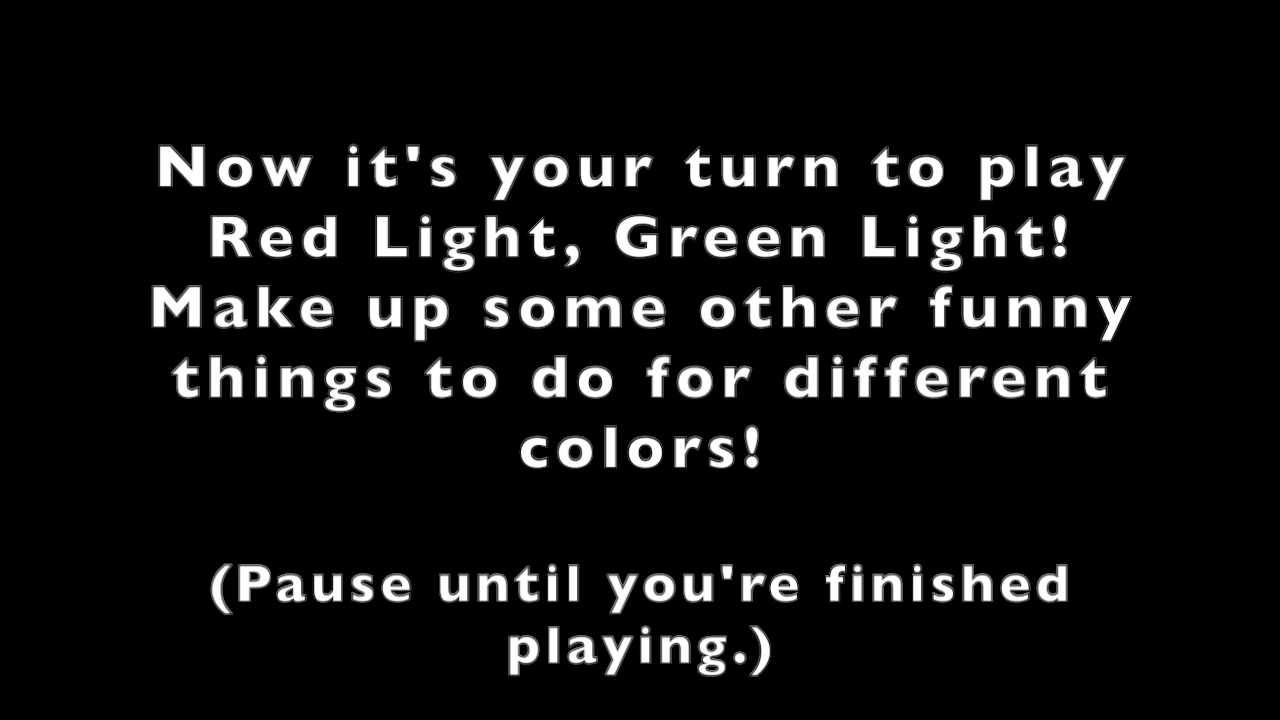 Now it's your turn to play
Red Light, Green Light!
Make up some other funny
things to do for different
colors!
(Pause until you're finished
playing.)